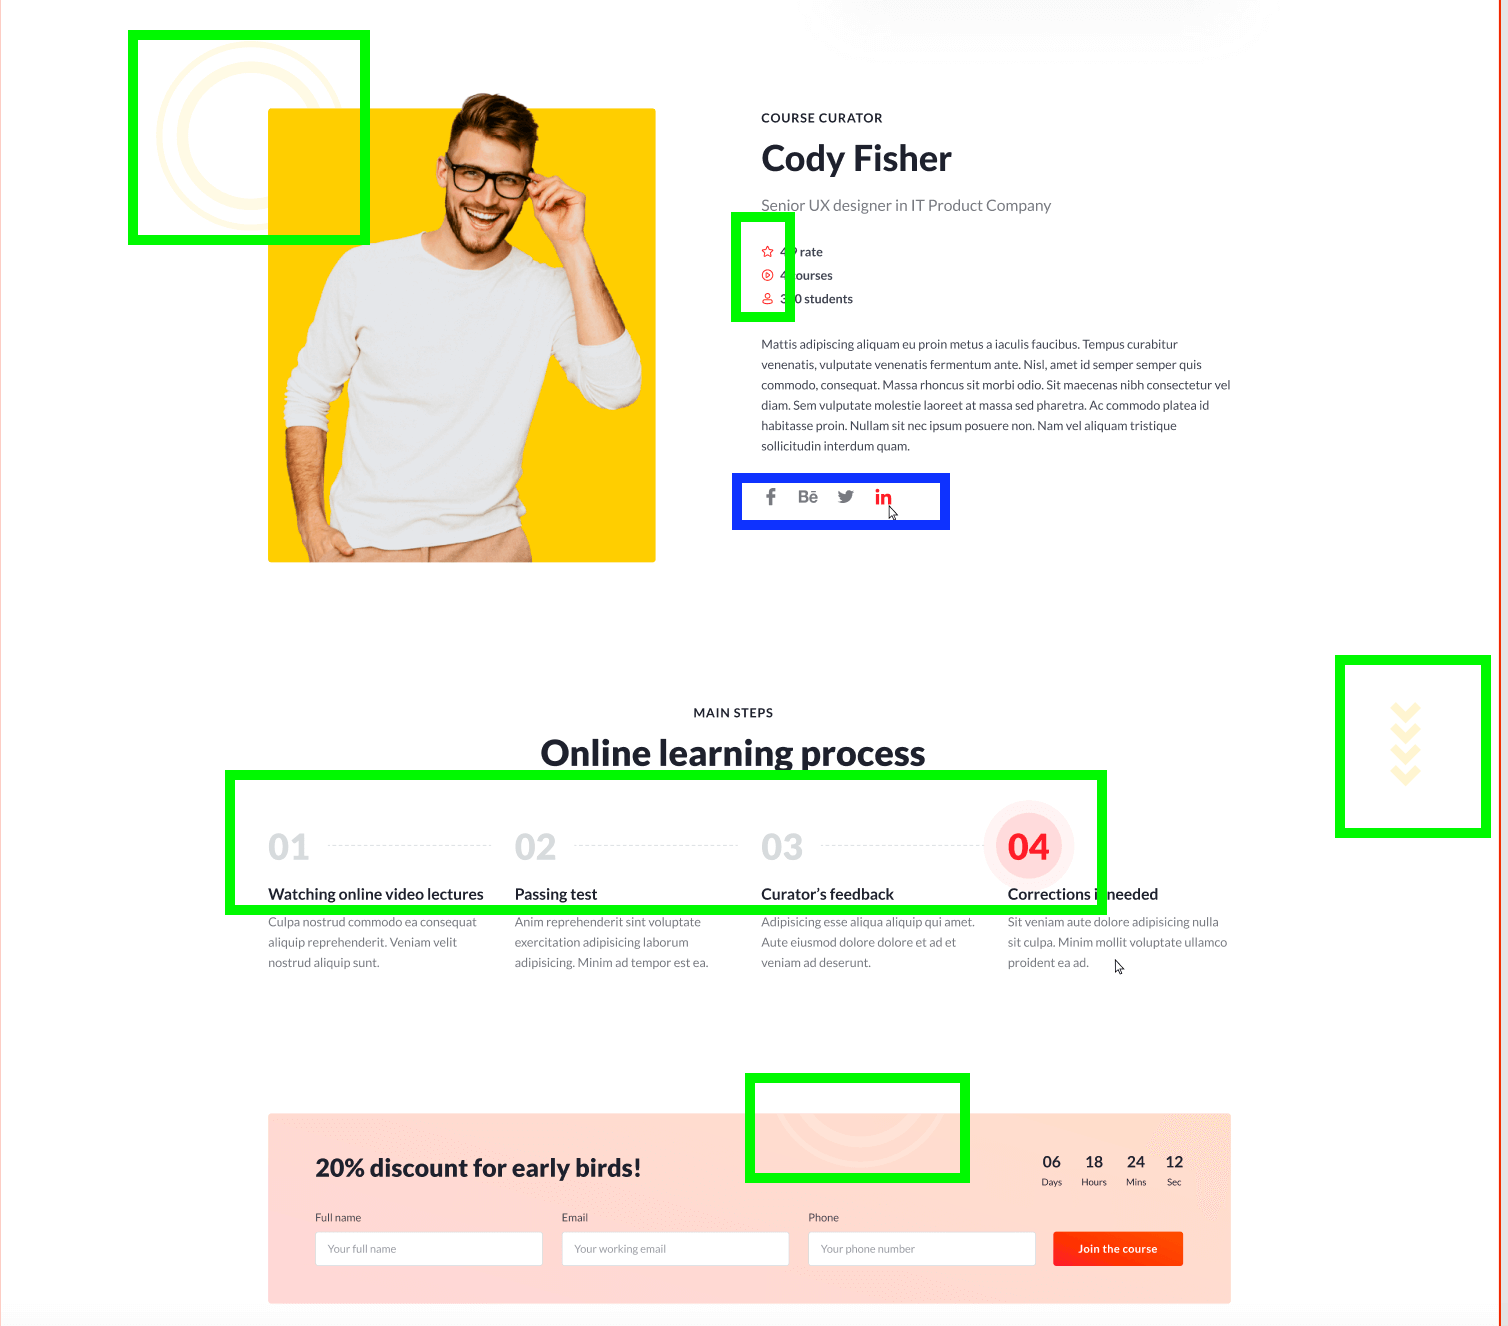 COURSE CURATOR
Cody Fisher
Senior UX designer in IT Product Company
rate
courses
students
Mattis adipiscing aliquam eu proin metus a iaculis faucibus. Tempus curabitur
venenatis, vulputate venenatis fermentum ante. Nisl, amet id semper semper quis
commodo, consequat. Massa rhoncus sit morbi odio. Sit maecenas nibh consectetur vel
diam. Sem vulputate molestie laoreet at massa sed pharetra. Ac commodo platea id
habitasse proin. Nullam sit nec ipsum posuere non. Nam vel aliquam tristique
sollicitudin interdum quam.
f Bē in
MAIN STEPS
Online learning process
01 02 03 04
Watching online video lectures
Culpa nostrud commodo ea consequat
aliquip reprehenderit. Veniam velit
nostrud aliquip sunt.
Passing test
Anim reprehenderit sint voluptate
exercitation adipisicing laborum
adipisicing. Minim ad tempor est ea.
Curator's feedback
Adipisicing esse aliqua aliquip qui amet.
Aute eiusmod dolore dolore et ad et
veniam ad deserunt.
Corrections needed
Sit veniam aute dolore adipisicing nulla
sit culpa. Minim mollit voluptate ullamco
proident ea ad.
20% discount for early birds!
06 18 24 12
Days Hours Mins Sec
Full name Email Phone
Your full name Your working email Your phone number Join the course